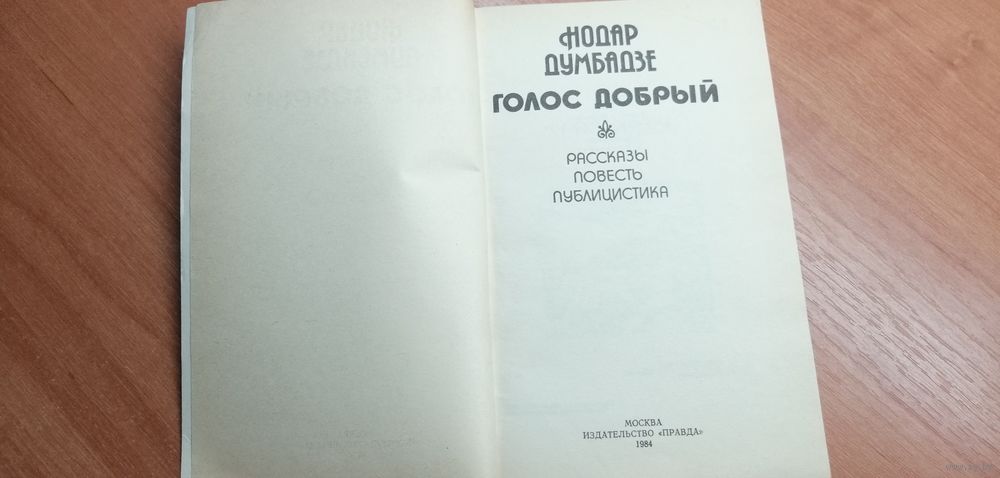 НОДАР
ДУМБАДЗЕ
ГОЛОС ДОБРЫЙ
РАССКАЗЫ
ПОВЕСТЬ
ПУБЛИЦИСТИКА
МОСКВА
ИЗДАТЕЛЬСТВО «ПРАВДА»
1984